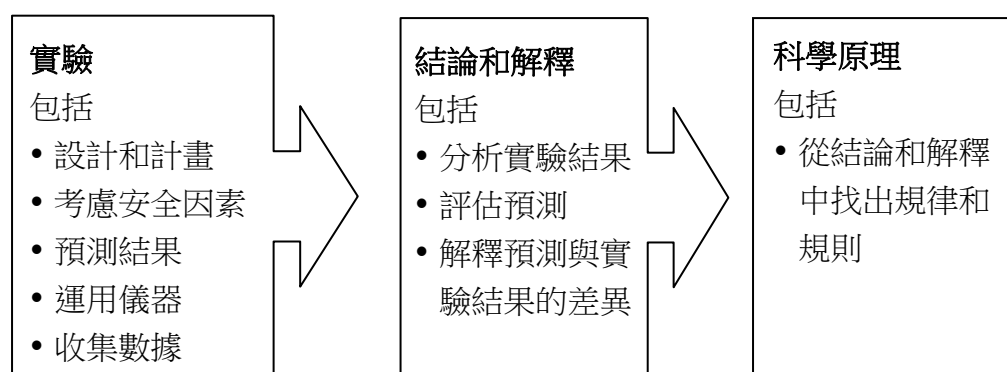 實驗
包括
• 設計和計畫
• 考慮安全因素
• 預測結果
• 運用儀器
• 收集數據
結論和解釋
包括
• 分析實驗結果
• 評估預測
• 解釋預測與實
驗結果的差異
科學原理
包括
• 從結論和解釋
中找出規律和
規則